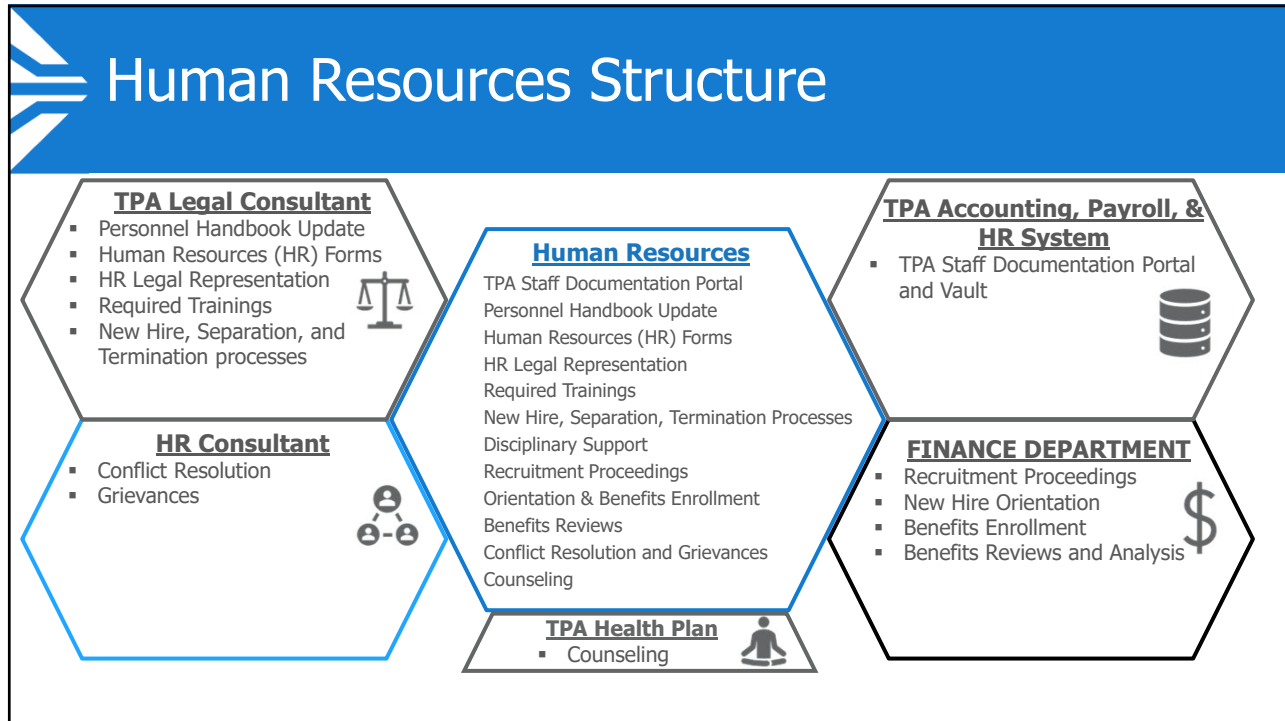 Human Resources Structure
TPA Legal Consultant
▪ Personnel Handbook Update
▪ Human Resources (HR) Forms
▪ HR Legal Representation
▪ Required Trainings
▪ New Hire, Separation, and
Termination processes
HR Consultant
▪ Conflict Resolution
▪ Grievances
Human Resources
TPA Staff Documentation Portal
Personnel Handbook Update
Human Resources (HR) Forms
HR Legal Representation
Required Trainings
New Hire, Separation, Termination Processes
Disciplinary Support
Recruitment Proceedings
Orientation & Benefits Enrollment
Benefits Reviews
Conflict Resolution and Grievances
Counseling
TPA Health Plan
▪ Counseling
TPA Accounting, Payroll, &
HR System
▪ TPA Staff Documentation Portal
and Vault
FINANCE DEPARTMENT
▪ Recruitment Proceedings
▪ New Hire Orientation
▪ Benefits Enrollment
▪ Benefits Reviews and Analysis
$